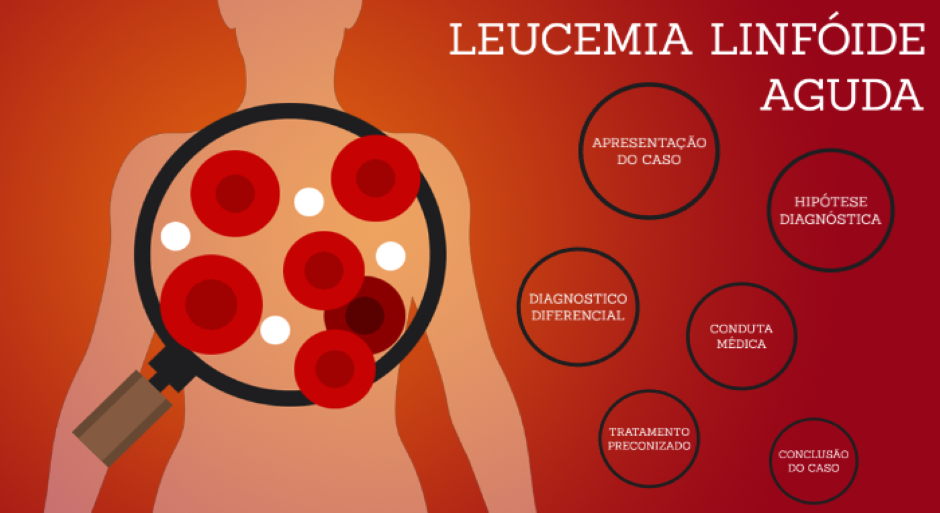 LEUCEMIA LINFÓIDE
AGUDA
APRESENTAÇÃO
DO CASO
HIPÓTESE
DIAGNÓSTICA
DIAGNOSTICO
DIFERENCIAL
CONDUTA
MÉDICA
TRATAMENTO
PRECONIZADO
CONCLUSÃO
DO CASO